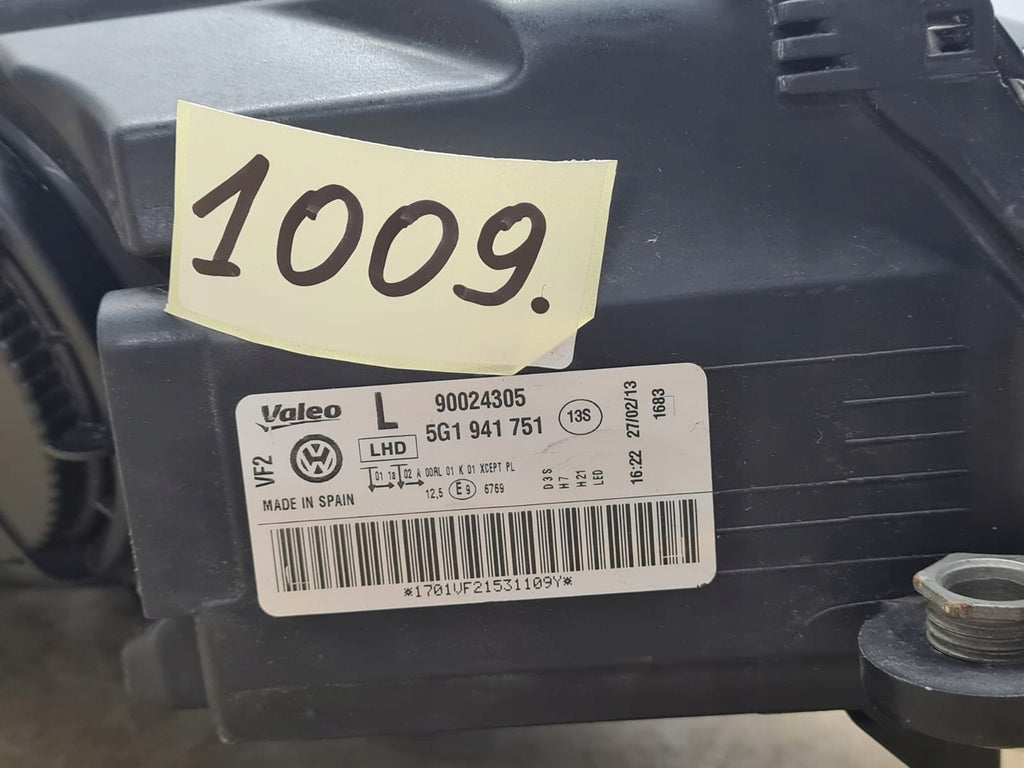 1009.
Valeo
L
90024305
5G1 941 751
13S
LHD
VF2
MADE IN SPAIN
12,5 E9 6769
D3S
H7
H21
LED
16:22 27/02/13
1683
*1701VF21531109Y*